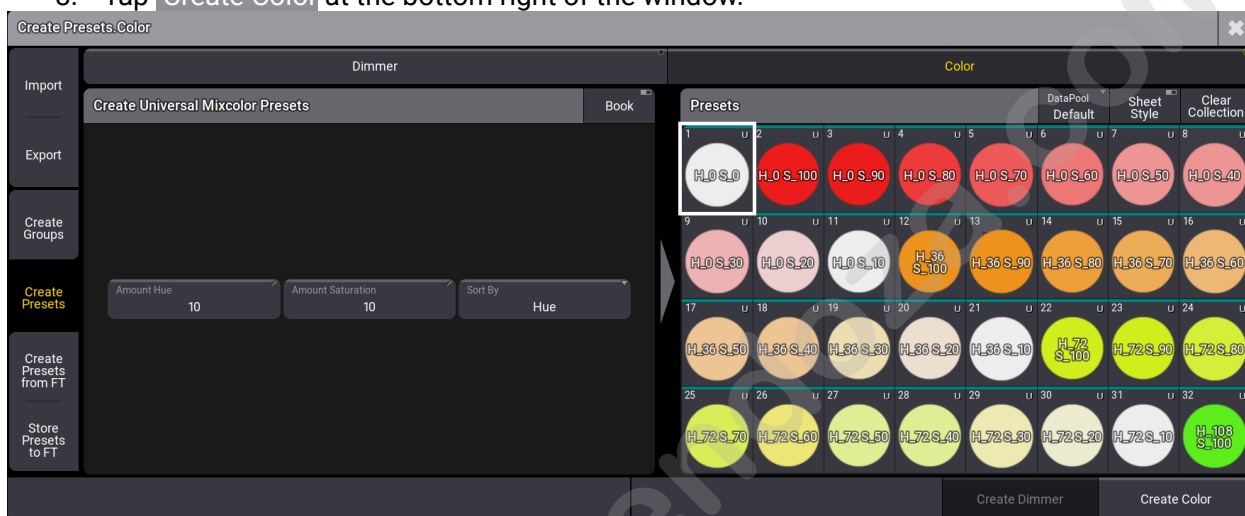 Tap Create Color at the bottom right of the window.
Create Presets.Color
Import
Export
Create
Groups
Create
Presets
Create
Presets
from FT
Store
Presets
to FT
Dimmer
Color
Create Universal Mixcolor Presets
Book
Amount Hue
10
Amount Saturation
10
Sort By
Hue
Presets
DataPool
Default
Sheet
Style
Clear
Collection
1 U 2 U 3 U 4 U 5 U 6 U 7 U 8 U
H_0 S_0 H_0 S_100 H_0 S_90 H_0 S_80 H_0 S_70 H_0 S_60 H_0 S_50 H_0 S_40
9 U 10 U 11 U 12 U 13 U 14 U 15 U 16 U
H_0 S_30 H_0 S_20 H_0 S_10 H_36 S_100 H_36 S_90 H_36 S_80 H_36 S_70 H_36 S_60
17 U 18 U 19 U 20 U 21 U 22 U 23 U 24 U
H_36 S_50 H_36 S_40 H_36 S_30 H_36 S_20 H_36 S_10 H_72 S_100 H_72 S_90 H_72 S_80
25 U 26 U 27 U 28 U 29 U 30 U 31 U 32 U
H_72 S_70 H_72 S_60 H_72 S_50 H_72 S_40 H_72 S_30 H_72 S_20 H_72 S_10 H_108 S_100
Create Dimmer
Create Color